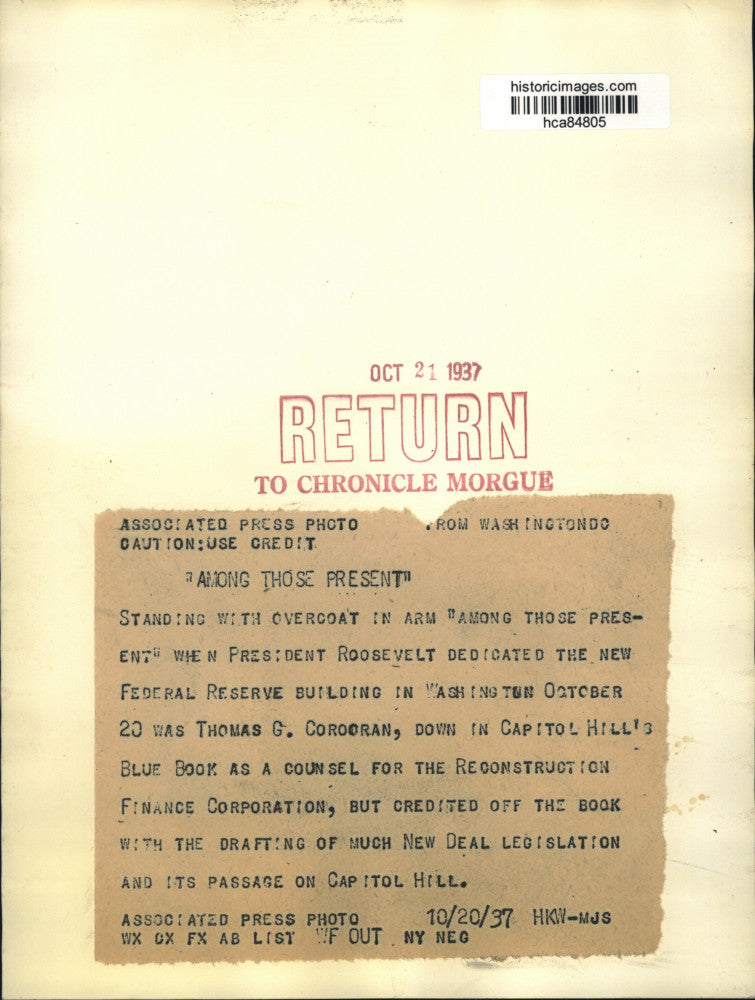 historicimages.com
hca84805
OCT 21 1937
RETURN
TO CHRONICLE MORGUE
ASSOCIATED PRESS PHOTO FROM WASHINGTONDC
CAUTION:USE CREDIT
"AMONG THOSE PRESENT"
STANDING WITH OVERCOAT IN ARM "AMONG THOSE PRES-
ENT" WHEN PRESIDENT ROOSEVELT DEDICATED THE NEW
FEDERAL RESERVE BUILDING IN WASHINGTON OCTOBER
20 WAS THOMAS G. CORCORAN, DOWN IN CAPITOL HILL'S
BLUE BOOK AS A COUNSEL FOR THE RECONSTRUCTION
FINANCE CORPORATION, BUT CREDITED OFF THE BOOK
WITH THE DRAFTING OF MUCH NEW DEAL LEGISLATION
AND ITS PASSAGE ON CAPITOL HILL.
ASSOCIATED PRESS PHOTO 10/20/37 HKW-MJS
WX CX FX AB LIST WF OUT NY NEG